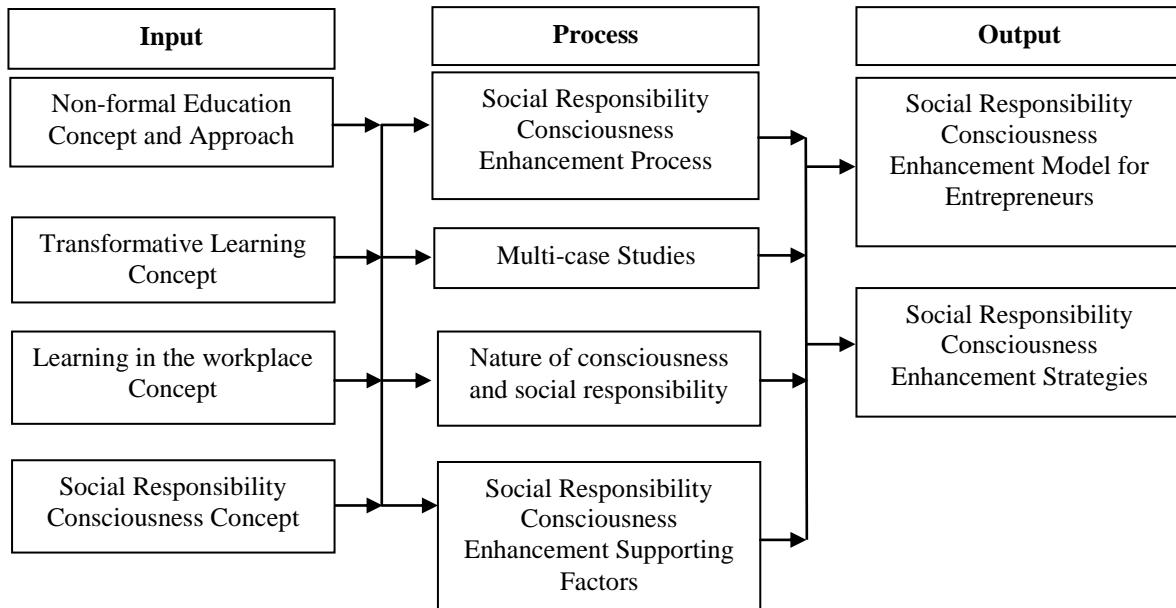 Input
Process
Output
Non-formal Education
Concept and Approach
Social Responsibility
Consciousness
Enhancement Process
Social Responsibility
Consciousness
Enhancement Model for
Entrepreneurs
Transformative Learning
Concept
Multi-case Studies
Social Responsibility
Consciousness
Enhancement Strategies
Learning in the workplace
Concept
Nature of consciousness
and social responsibility
Social Responsibility
Consciousness Concept
Social Responsibility
Consciousness
Enhancement Supporting
Factors